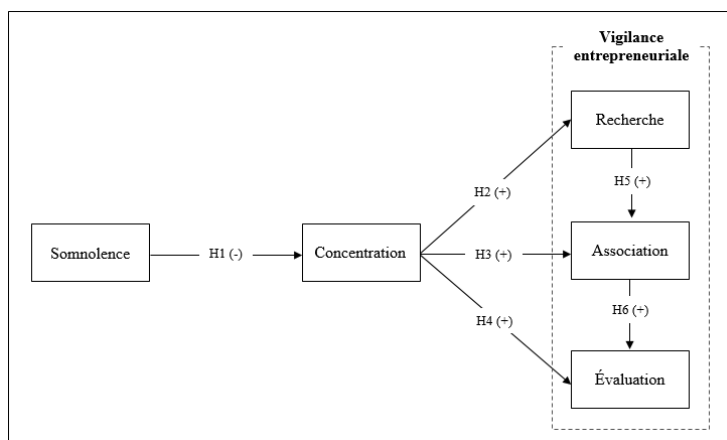 Vigilance
entrepreneuriale
Recherche
H5 (+)
H2 (+)
Somnolence
H1 (-)
Concentration
H3 (+)
Association
H6 (+)
H4 (+)
Évaluation